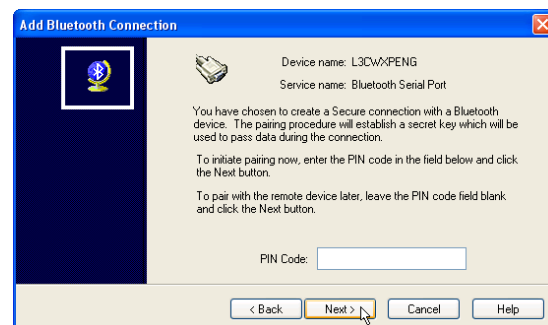 Add Bluetooth Connection
Device name: L3CWXPENG
Service name: Bluetooth Serial Port
You have chosen to create a Secure connection with a Bluetooth
device. The pairing procedure will establish a secret key which will be
used to pass data during the connection.
To initiate pairing now, enter the PIN code in the field below and click
the Next button.
To pair with the remote device later, leave the PIN code field blank
and click the Next button.
PIN Code:
< Back Next > Cancel Help